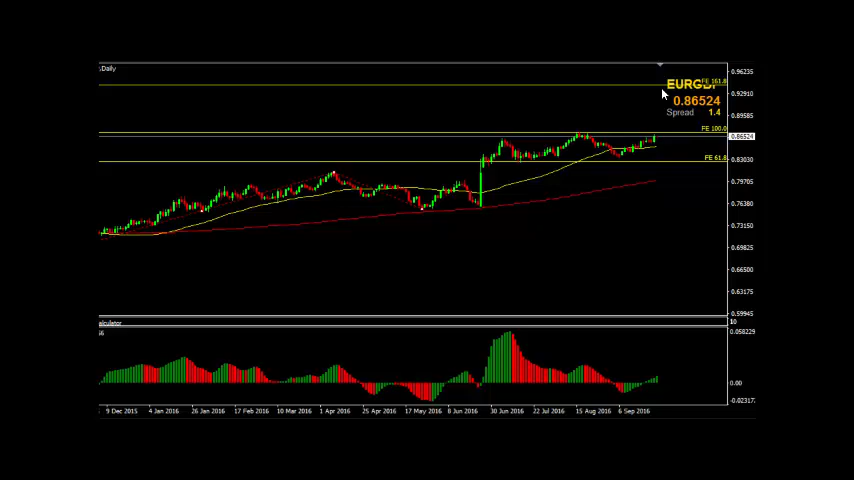 ,Daily
0.96235
FE 161.8
EURGBP
0.92910
0.86524
Spread 1.4
0.89585
FE 100.0
0.86524
FE 61.8
0.83030
0.79705
0.76380
0.73150
0.69825
0.66500
0.63175
0.59945
alculator
10
0.058229
0.00
-0.02317
9 Dec 2015 4 Jan 2016 26 Jan 2016 17 Feb 2016 10 Mar 2016 1 Apr 2016 25 Apr 2016 17 May 2016 8 Jun 2016 30 Jun 2016 22 Jul 2016 15 Aug 2016 6 Sep 2016